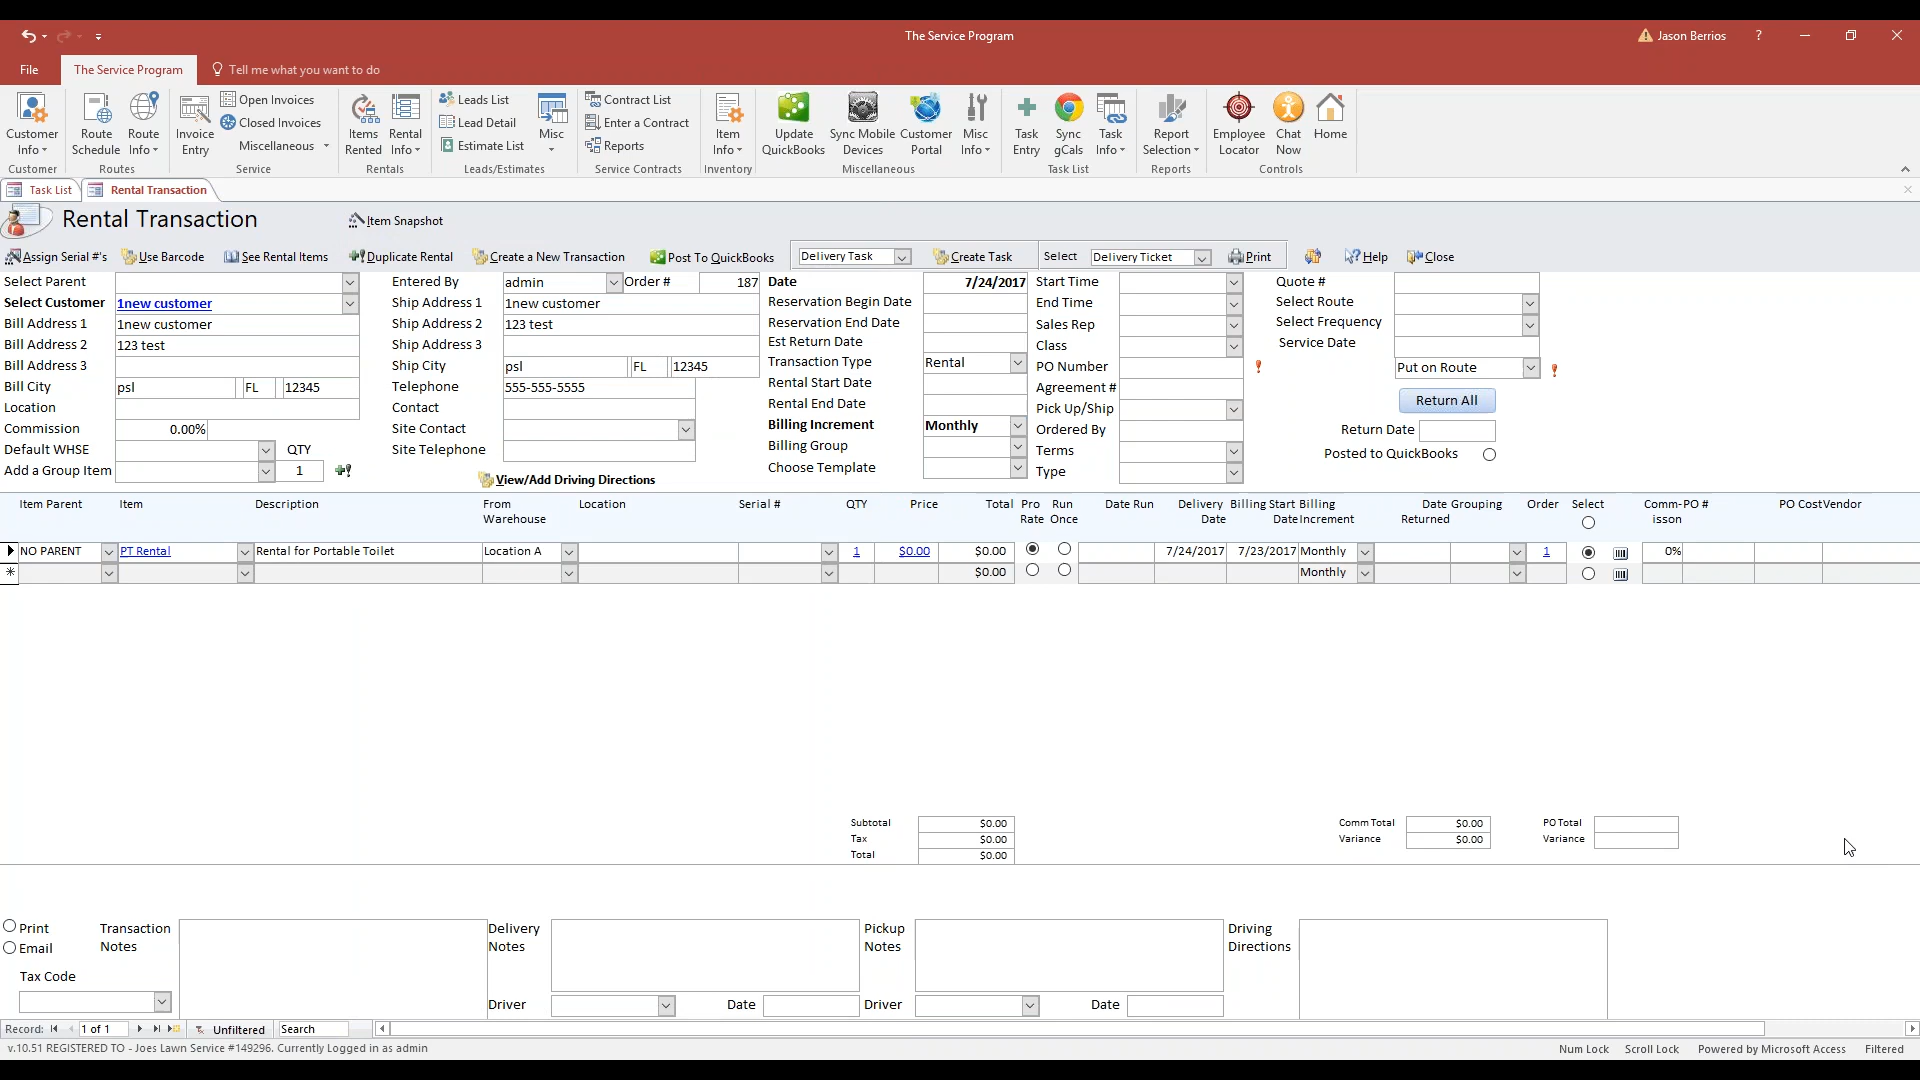 The Service Program
Jason Berrios
?
File
The Service Program
Tell me what you want to do
Customer Info
Route Schedule
Route Info
Invoice Entry
Open Invoices
Closed Invoices
Miscellaneous
Items Rented
Rental Info
Leads List
Lead Detail
Estimate List
Misc
Contract List
Enter a Contract
Reports
Item Info
Update QuickBooks
Sync Mobile Devices
Customer Portal
Misc Info
Task Entry
Sync gCals
Task Info
Report Selection
Employee Locator
Chat Now
Home
Customer
Routes
Service
Rentals
Leads/Estimates
Service Contracts
Inventory
Miscellaneous
Task List
Reports
Controls
Task List
Rental Transaction
Rental Transaction
Item Snapshot
Assign Serial #'s
Use Barcode
See Rental Items
Duplicate Rental
Create a New Transaction
Post To QuickBooks
Delivery Task
Create Task
Select
Delivery Ticket
Print
Help
Close
Select Parent
Select Customer 1new customer
Bill Address 1 1new customer
Bill Address 2 123 test
Bill Address 3
Bill City psl FL 12345
Location
Commission 0.00%
Default WHSE QTY
Add a Group Item 1
Entered By admin Order # 187
Ship Address 1 1new customer
Ship Address 2 123 test
Ship Address 3
Ship City psl FL 12345
Telephone 555-555-5555
Contact
Site Contact
Site Telephone
View/Add Driving Directions
Date 7/24/2017
Reservation Begin Date
Reservation End Date
Est Return Date
Transaction Type Rental
Rental Start Date
Rental End Date
Billing Increment Monthly
Billing Group
Choose Template
Start Time
End Time
Sales Rep
Class
PO Number
Agreement #
Pick Up/Ship
Ordered By
Terms
Type
Quote #
Select Route
Select Frequency
Service Date
Put on Route
Return All
Return Date
Posted to QuickBooks
Item Parent Item Description From Location Serial # QTY Price Total Pro Run Date Run Delivery Billing Start Billing Date Grouping Order Select Comm- PO # PO Cost Vendor
Warehouse Rate Once Date Date Increment Returned isson
NO PARENT PT Rental Rental for Portable Toilet Location A 1 $0.00 $0.00 7/24/2017 7/23/2017 Monthly 1 0%
$0.00 Monthly
Subtotal $0.00 Comm Total $0.00 PO Total
Tax $0.00 Variance $0.00 Variance
Total $0.00
Print
Email
Transaction Notes
Tax Code
Delivery Notes
Driver Date
Pickup Notes
Driver Date
Driving Directions
Record: 1 of 1 Unfiltered Search
v.10.51 REGISTERED TO - Joes Lawn Service #149296. Currently Logged in as admin
Num Lock Scroll Lock Powered by Microsoft Access Filtered